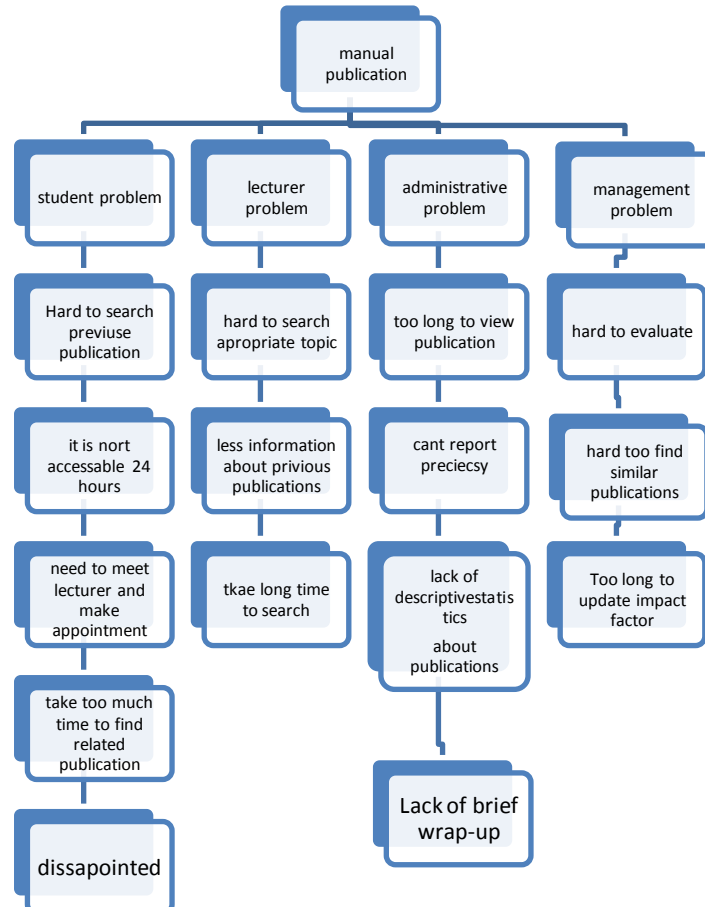 manual
publication
student problem
lecturer
problem
administrative
problem
management
problem
Hard to search
previuse
publication
hard to search
apropriate topic
too long to view
publication
hard to evaluate
it is nort
accessable 24
hours
less information
about privious
publications
cant report
preciecsy
hard too find
similar
publications
need to meet
lecturer and
make
appointment
tkae long time
to search
lack of
descriptivestatis
tics
about
publications
Too long to
update impact
factor
take too much
time to find
related
publication
Lack of brief
wrap-up
dissapointed